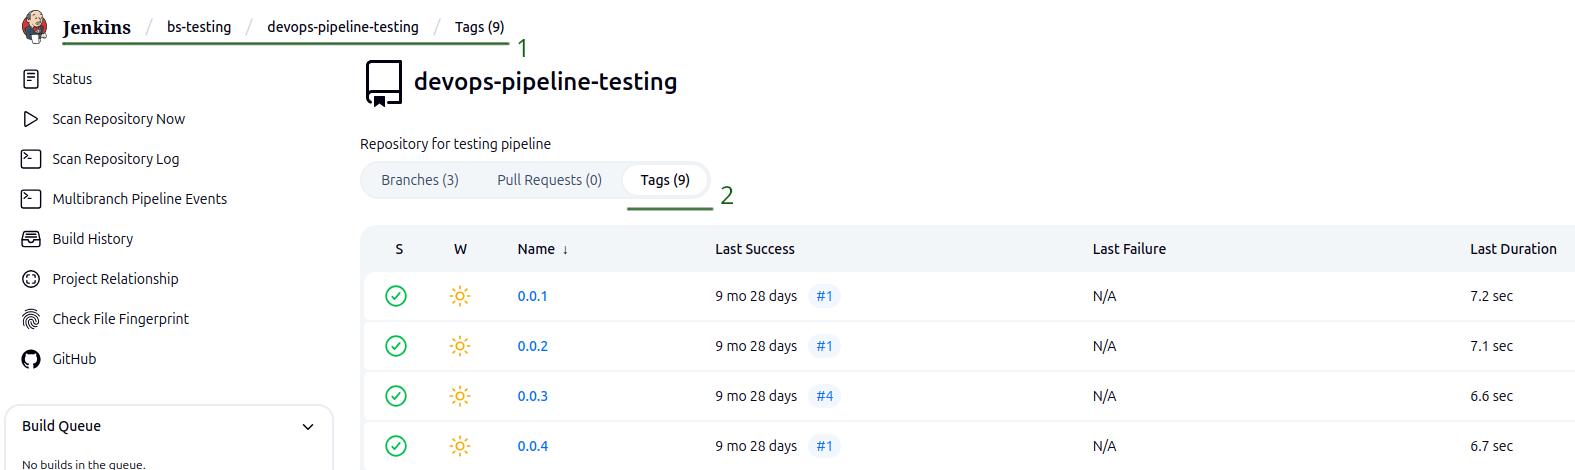 Jenkins / bs-testing / devops-pipeline-testing / Tags (9)
1
Status
Scan Repository Now
Scan Repository Log
Multibranch Pipeline Events
Build History
Project Relationship
Check File Fingerprint
GitHub
Build Queue
No builds in the queue.
devops-pipeline-testing
Repository for testing pipeline
Branches (3) Pull Requests (0) Tags (9)
2
S W Name ↓ Last Success Last Failure Last Duration
0.0.1 9 mo 28 days #1 N/A 7.2 sec
0.0.2 9 mo 28 days #1 N/A 7.1 sec
0.0.3 9 mo 28 days #4 N/A 6.6 sec
0.0.4 9 mo 28 days #1 N/A 6.7 sec